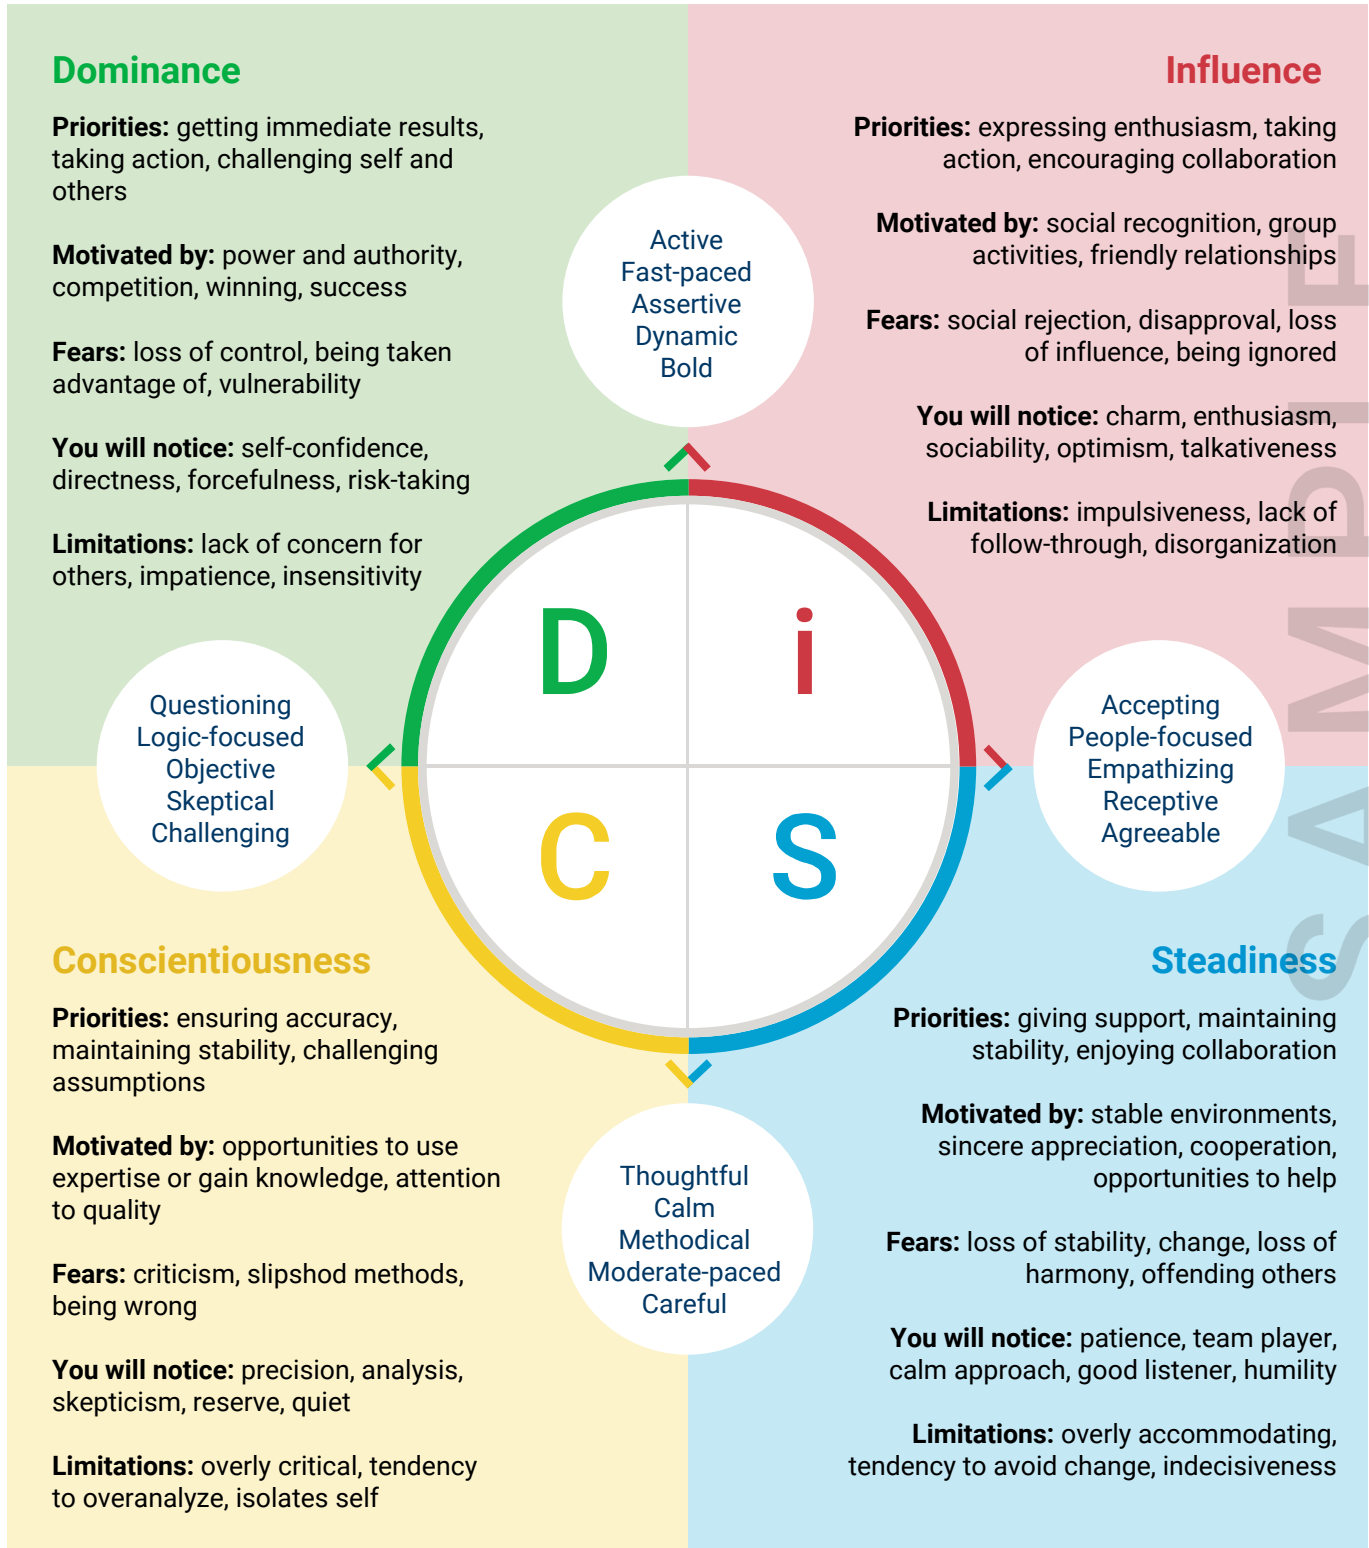 Dominance
Priorities: getting immediate results,
taking action, challenging self and
others
Motivated by: power and authority,
competition, winning, success
Fears: loss of control, being taken
advantage of, vulnerability
You will notice: self-confidence,
directness, forcefulness, risk-taking
Limitations: lack of concern for
others, impatience, insensitivity
Influence
Priorities: expressing enthusiasm, taking
action, encouraging collaboration
Motivated by: social recognition, group
activities, friendly relationships
Fears: social rejection, disapproval, loss
of influence, being ignored
You will notice: charm, enthusiasm,
sociability, optimism, talkativeness
Limitations: impulsiveness, lack of
follow-through, disorganization
Active
Fast-paced
Assertive
Dynamic
Bold
D
i
Questioning
Logic-focused
Objective
Skeptical
Challenging
Accepting
People-focused
Empathizing
Receptive
Agreeable
C
S
Conscientiousness
Priorities: ensuring accuracy,
maintaining stability, challenging
assumptions
Motivated by: opportunities to use
expertise or gain knowledge, attention
to quality
Fears: criticism, slipshod methods,
being wrong
You will notice: precision, analysis,
skepticism, reserve, quiet
Limitations: overly critical, tendency
to overanalyze, isolates self
Steadiness
Priorities: giving support, maintaining
stability, enjoying collaboration
Motivated by: stable environments,
sincere appreciation, cooperation,
opportunities to help
Fears: loss of stability, change, loss of
harmony, offending others
You will notice: patience, team player,
calm approach, good listener, humility
Limitations: overly accommodating,
tendency to avoid change, indecisiveness
Thoughtful
Calm
Methodical
Moderate-paced
Careful
SAMPLE